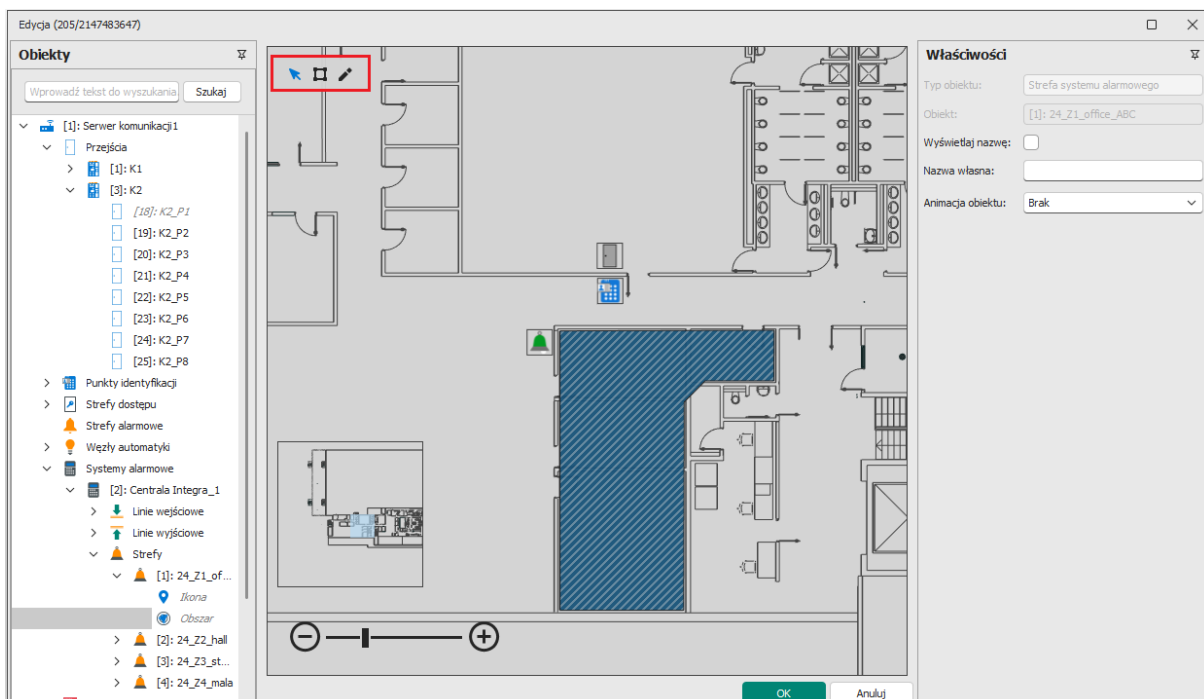 Edycja (205/2147483647)
Obiekty
Wprowadź tekst do wyszukania
Szukaj
[1]: Serwer komunikacji1
Przejścia
[1]: K1
[3]: K2
[18]: K2_P1
[19]: K2_P2
[20]: K2_P3
[21]: K2_P4
[22]: K2_P5
[23]: K2_P6
[24]: K2_P7
[25]: K2_P8
Punkty identyfikacji
Strefy dostępu
Strefy alarmowe
Węzły automatyki
Systemy alarmowe
[2]: Centrala Integra_1
Linie wejściowe
Linie wyjściowe
Strefy
[1]: 24_Z1_of...
Ikona
Obszar
[2]: 24_Z2_hall
[3]: 24_Z3_st...
[4]: 24_Z4_mala
Właściwości
Typ obiektu:
Strefa systemu alarmowego
Obiekt:
[1]: 24_Z1_office_ABC
Wyświetlaj nazwę:
Nazwa własna:
Animacja obiektu:
Brak
OK
Anuluj